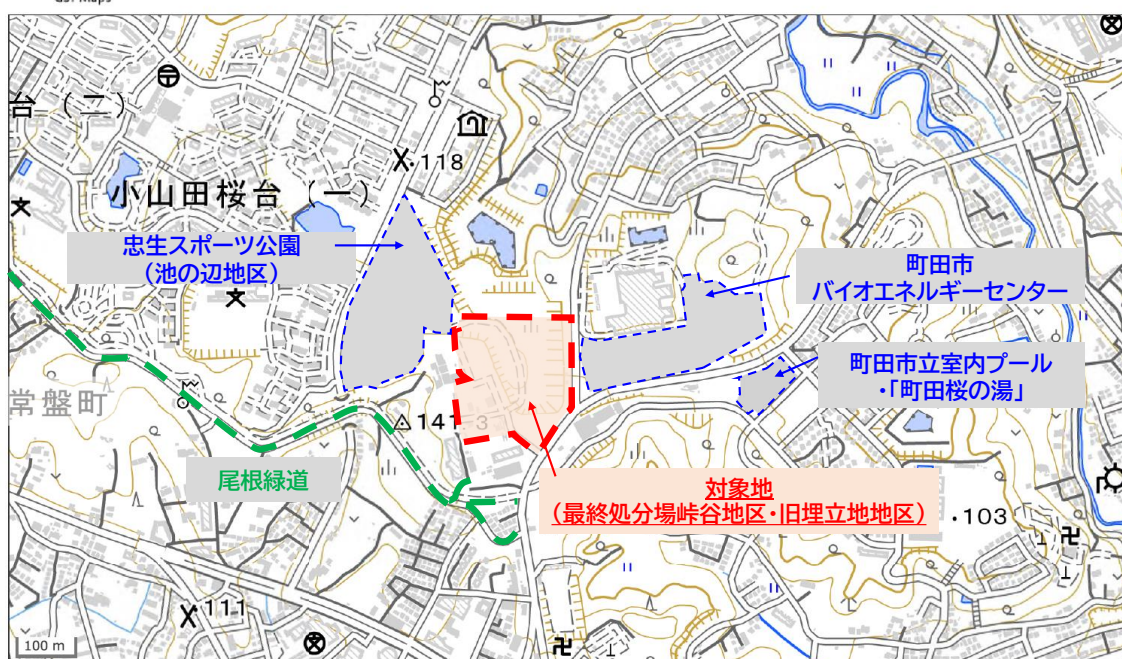 GSI Maps
台(二)
118
小山田桜台(一)
忠生スポーツ公園
(池の辺地区)
町田市
バイオエネルギーセンター
町田市立室内プール
・「町田桜の湯」
常盤町
141.3
尾根緑道
対象地
(最終処分場峠谷地区・旧埋立地地区)
103
111
100 m